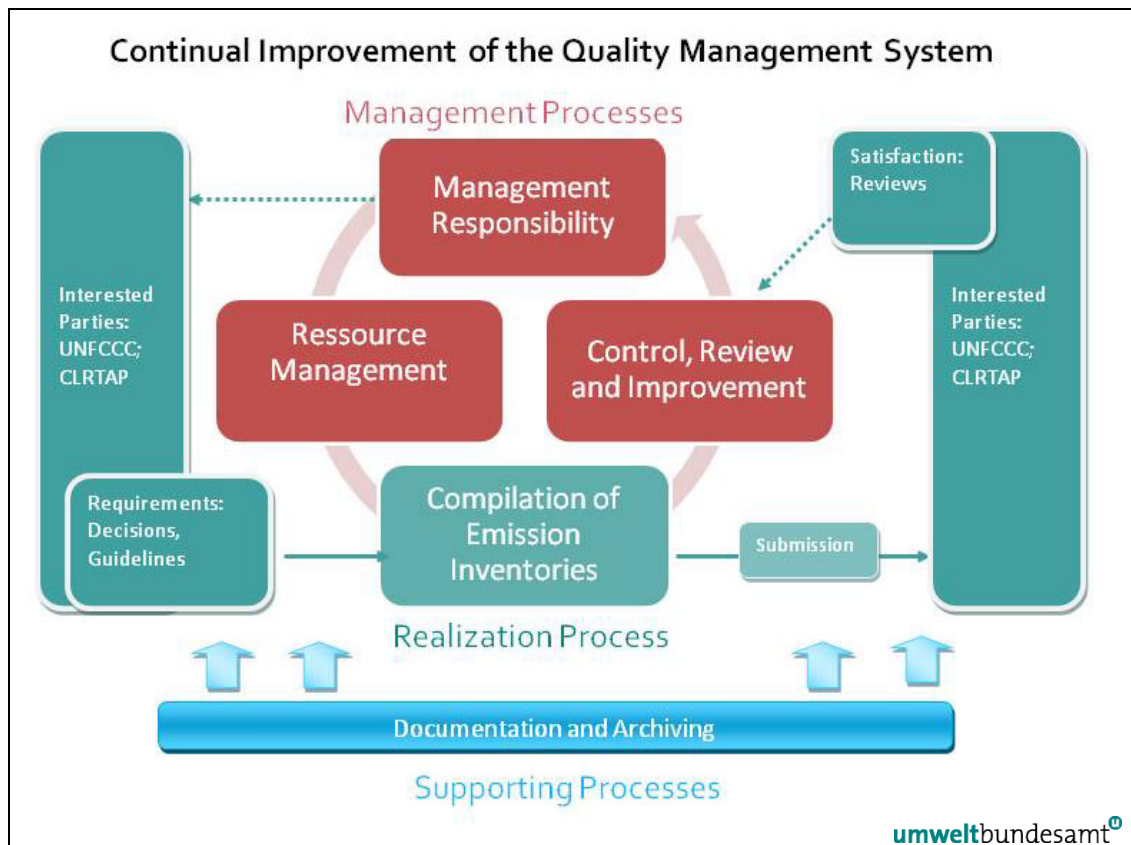 Continual Improvement of the Quality Management System
Management Processes
Management
Responsibility
Satisfaction:
Reviews
Interested
Parties:
UNFCCC;
CLRTAP
Ressource
Management
Control, Review
and Improvement
Interested
Parties:
UNFCCC;
CLRTAP
Requirements:
Decisions,
Guidelines
Compilation of
Emission
Inventories
Submission
Realization Process
Documentation and Archiving
Supporting Processes
umweltbundesamt u